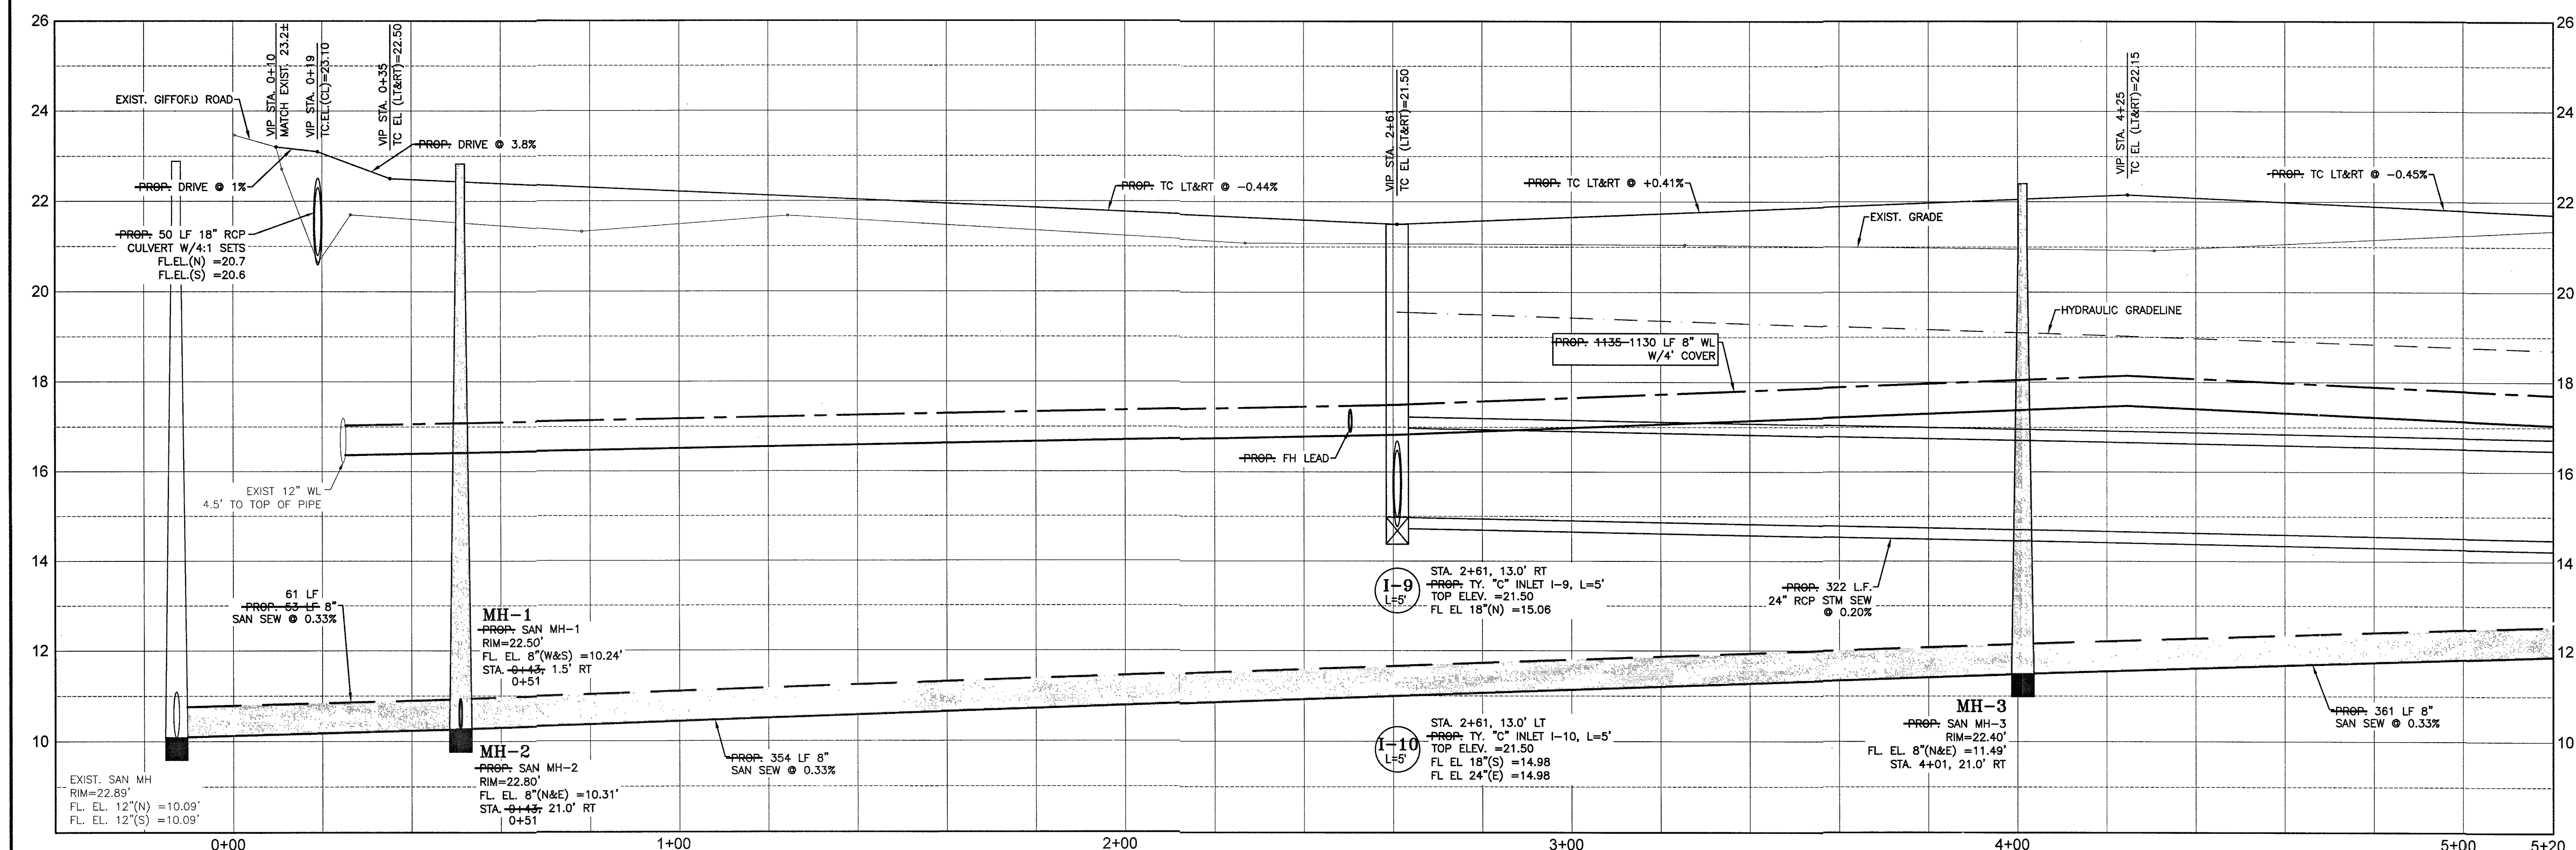 26
24
22
20
18
16
14
12
10
26
24
22
20
18
16
14
12
10
VIP STA. 0+10
MATCH EXIST. 23.2±
VIP STA. 0+19
TC.EL.(CL)=23.10
VIP STA. 0+35
TC EL (LT&RT)=22.50
VIP STA. 2+61
TC EL (LT&RT)=21.50
VIP STA. 4+25
TC EL (LT&RT)=22.15
EXIST. GIFFORD ROAD
PROP. DRIVE @ 3.8%
PROP. DRIVE @ 1%
PROP. TC LT&RT @ -0.44%
PROP. TC LT&RT @ +0.41%
PROP. TC LT&RT @ -0.45%
EXIST. GRADE
PROP. 50 LF 18" RCP
CULVERT W/4:1 SETS
FL.EL.(N) =20.7
FL.EL.(S) =20.6
HYDRAULIC GRADELINE
PROP. 1135 1130 LF 8" WL
W/4' COVER
PROP. FH LEAD
EXIST 12" WL
4.5' TO TOP OF PIPE
61 LF
PROP. 53 LF 8"
SAN SEW @ 0.33%
MH-1
PROP. SAN MH-1
RIM=22.50'
FL. EL. 8"(W&S) =10.24'
STA. 0+43, 1.5' RT
0+51
I-9
L=5'
STA. 2+61, 13.0' RT
PROP. TY. "C" INLET I-9, L=5'
TOP ELEV. =21.50
FL EL 18"(N) =15.06
PROP. 322 L.F.
24" RCP STM SEW
@ 0.20%
MH-2
PROP. SAN MH-2
RIM=22.80'
FL. EL. 8"(N&E) =10.31'
STA. 0+43, 21.0' RT
0+51
PROP. 354 LF 8"
SAN SEW @ 0.33%
I-10
L=5'
STA. 2+61, 13.0' LT
PROP. TY. "C" INLET I-10, L=5'
TOP ELEV. =21.50
FL EL 18"(S) =14.98
FL EL 24"(E) =14.98
MH-3
PROP. SAN MH-3
RIM=22.40'
FL. EL. 8"(N&E) =11.49'
STA. 4+01, 21.0' RT
PROP. 361 LF 8"
SAN SEW @ 0.33%
EXIST. SAN MH
RIM=22.89'
FL. EL. 12"(N) =10.09'
FL. EL. 12"(S) =10.09'
0+00
1+00
2+00
3+00
4+00
5+00
5+20